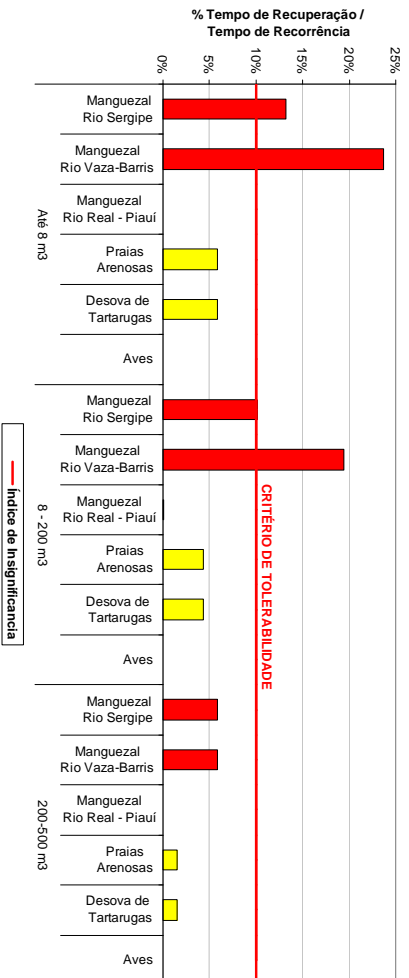 % Tempo de Recuperação /
Tempo de Recorrência
0%
5%
10%
15%
20%
25%
Manguezal
Rio Sergipe
Manguezal
Rio Vaza-Barris
Manguezal
Rio Real - Piauí
Praias
Arenosas
Desova de
Tartarugas
Aves
Até 8 m3
Manguezal
Rio Sergipe
Manguezal
Rio Vaza-Barris
Manguezal
Rio Real - Piauí
Praias
Arenosas
Desova de
Tartarugas
Aves
8 - 200 m3
Manguezal
Rio Sergipe
Manguezal
Rio Vaza-Barris
Manguezal
Rio Real - Piauí
Praias
Arenosas
Desova de
Tartarugas
Aves
200-500 m3
CRITÉRIO DE TOLERABILIDADE
Índice de Insignificancia